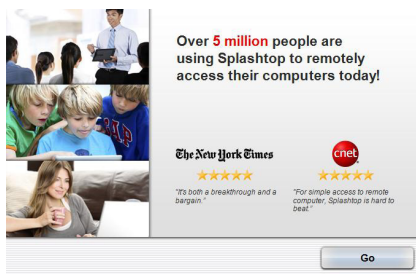 Over 5 million people are
using Splashtop to remotely
access their computers today!
The New York Times
cnet
"It's both a breakthrough and a
bargain."
"For simple access to remote
computer, Splashtop is hard to
beat."
Go